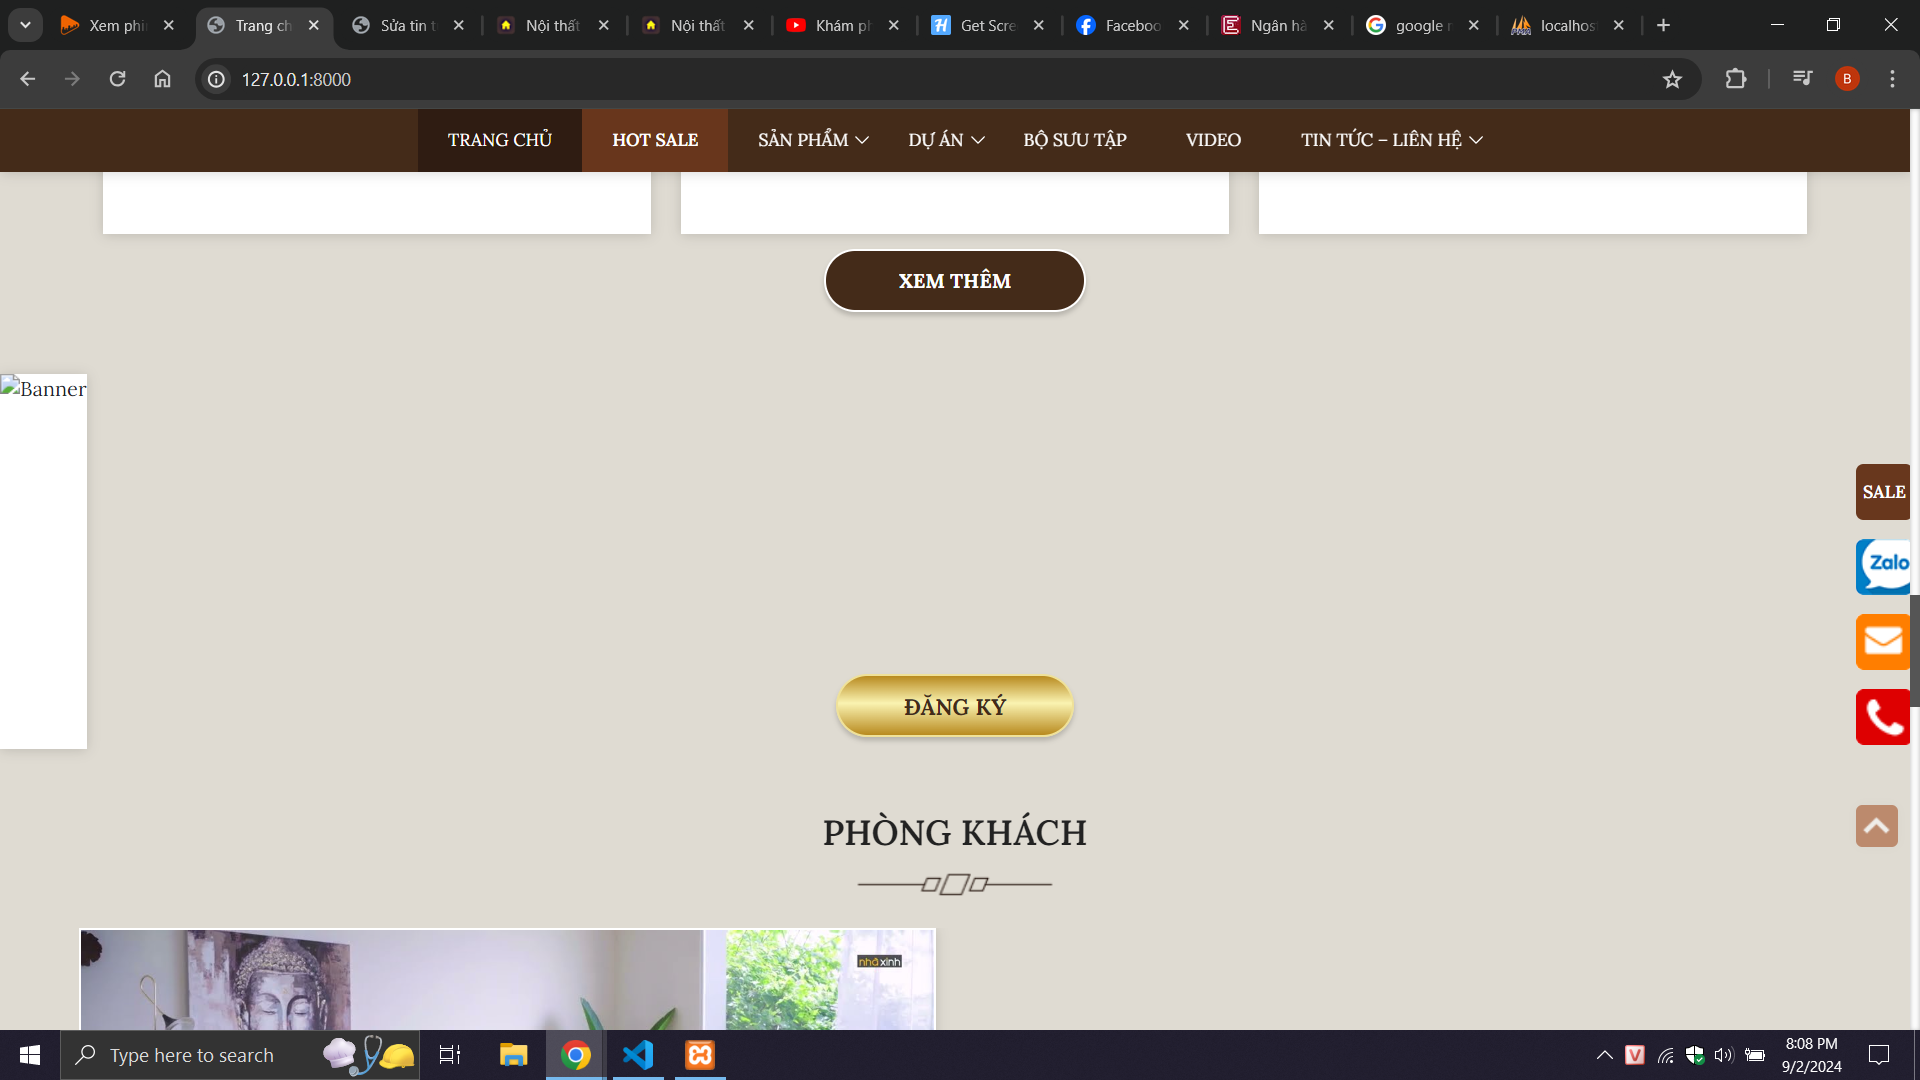 Xem phi
Trang ch
Sửa tin t
Nội thất
Nội thất
Khám ph
Get Scre
Faceboo
Ngân hà
google r
localhos
127.0.0.1:8000
B
TRANG CHỦ
HOT SALE
SẢN PHẨM
DỰ ÁN
BỘ SƯU TẬP
VIDEO
TIN TỨC – LIÊN HỆ
XEM THÊM
Banner
SALE
Zalo
ĐĂNG KÝ
PHÒNG KHÁCH
nhà xinh
Type here to search
V
8:08 PM
9/2/2024